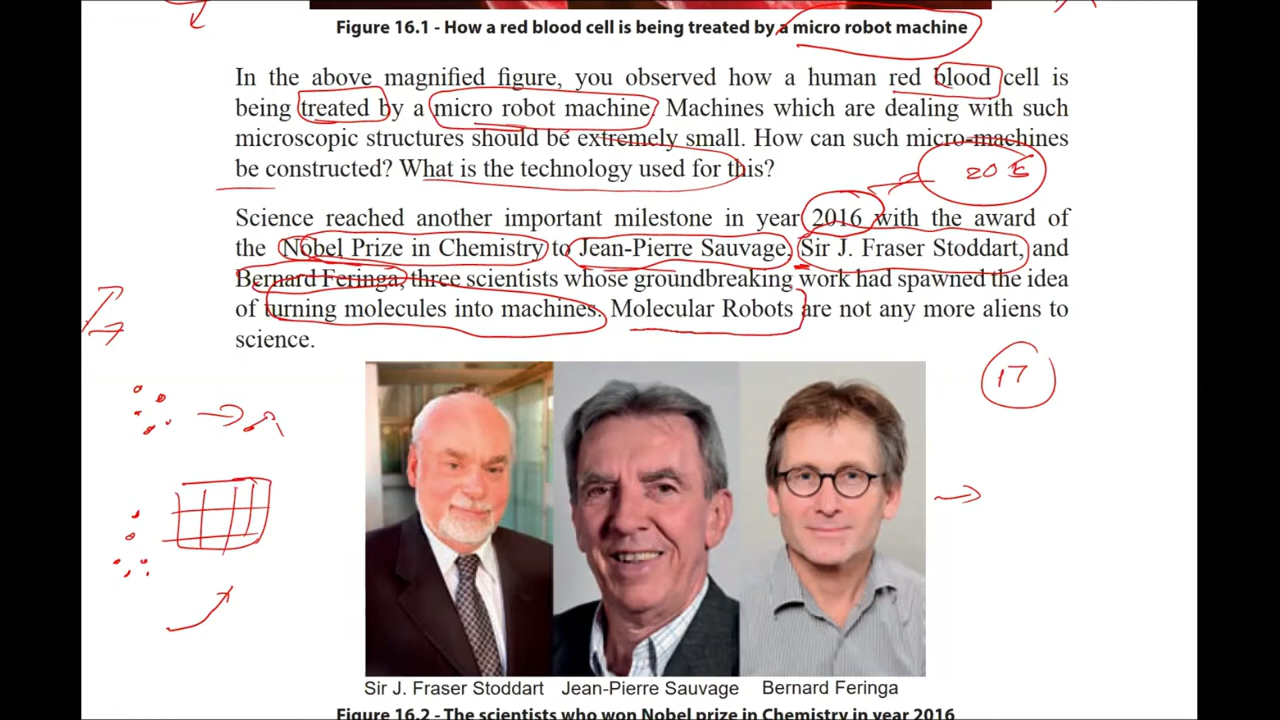 Figure 16.1 - How a red blood cell is being treated by a micro robot machine
In the above magnified figure, you observed how a human red blood cell is
being treated by a micro robot machine. Machines which are dealing with such
microscopic structures should be extremely small. How can such micro-machines
be constructed? What is the technology used for this?
Science reached another important milestone in year 2016 with the award of
the Nobel Prize in Chemistry to Jean-Pierre Sauvage, Sir J. Fraser Stoddart, and
Bernard Feringa, three scientists whose groundbreaking work had spawned the idea
of turning molecules into machines. Molecular Robots are not any more aliens to
science.
17
Sir J. Fraser Stoddart Jean-Pierre Sauvage Bernard Feringa
Figure 16.2 - The scientists who won Nobel prize in Chemistry in year 2016